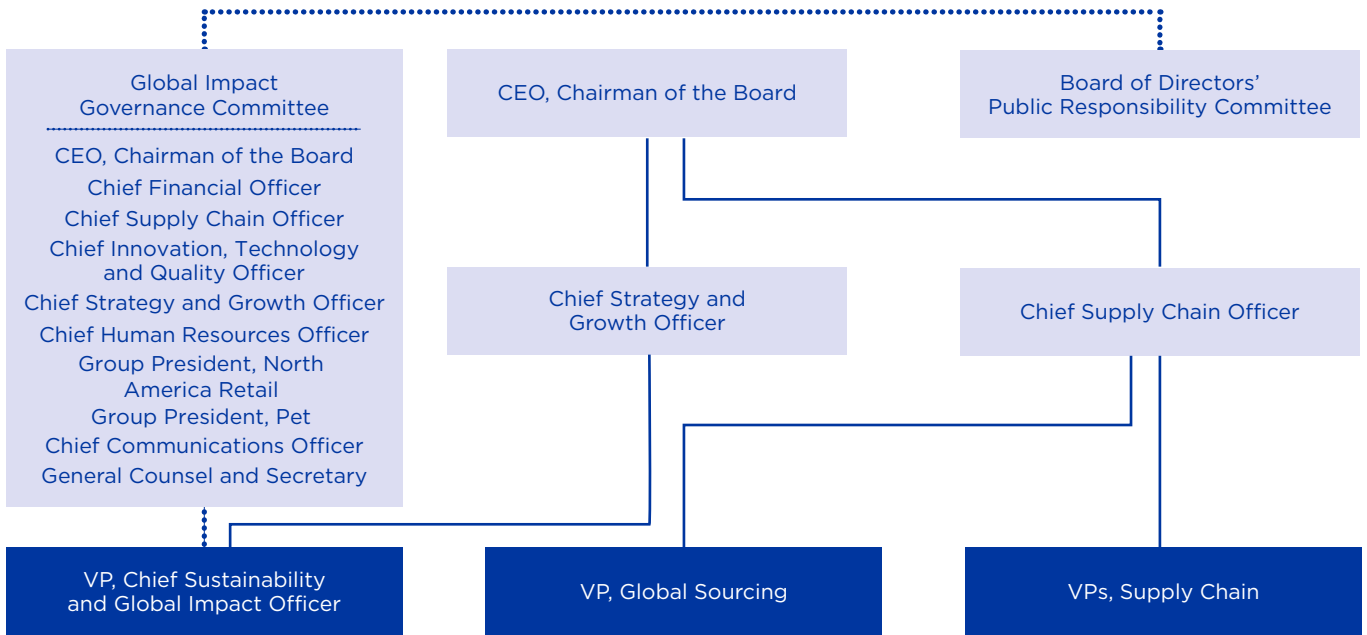 Global Impact
Governance Committee
CEO, Chairman of the Board
Chief Financial Officer
Chief Supply Chain Officer
Chief Innovation, Technology
and Quality Officer
Chief Strategy and Growth Officer
Chief Human Resources Officer
Group President, North
America Retail
Group President, Pet
Chief Communications Officer
General Counsel and Secretary
CEO, Chairman of the Board
Board of Directors’
Public Responsibility Committee
Chief Strategy and
Growth Officer
Chief Supply Chain Officer
VP, Chief Sustainability
and Global Impact Officer
VP, Global Sourcing
VPs, Supply Chain